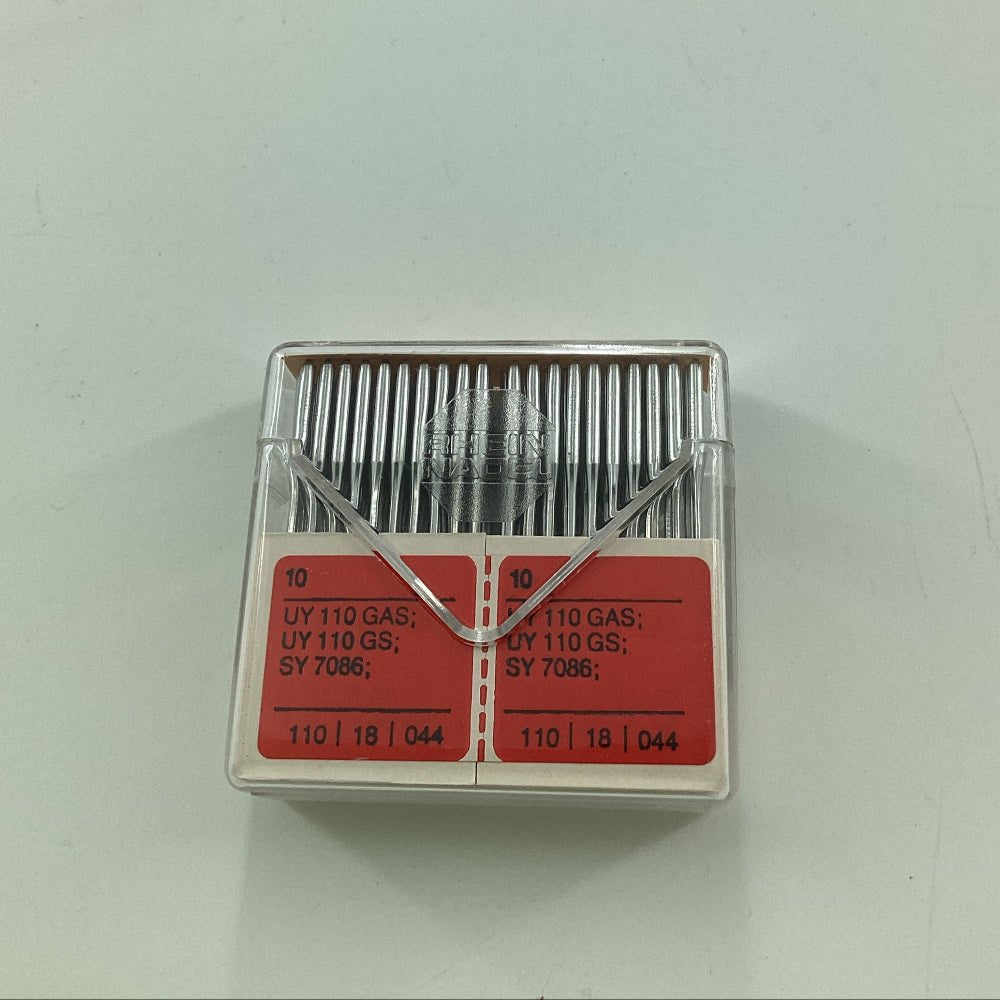 RHEIN
NADEL
10
UY 110 GAS;
UY 110 GS;
SY 7086;
110 | 18 | 044
10
UY 110 GAS;
UY 110 GS;
SY 7086;
110 | 18 | 044